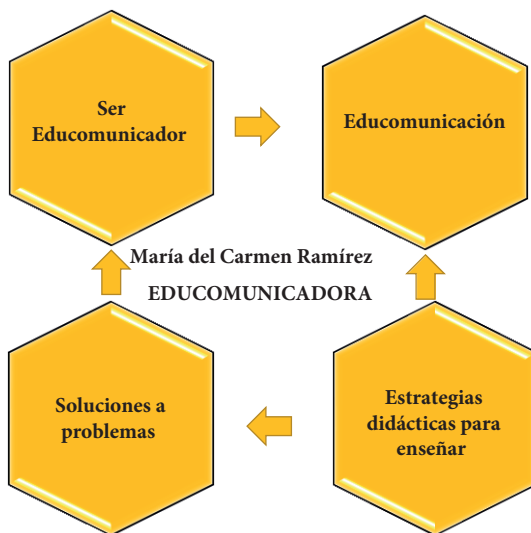 Ser
Educomunicador
Educomunicación
María del Carmen Ramírez
EDUCOMUNICADORA
Soluciones a
problemas
Estrategias
didácticas para
enseñar